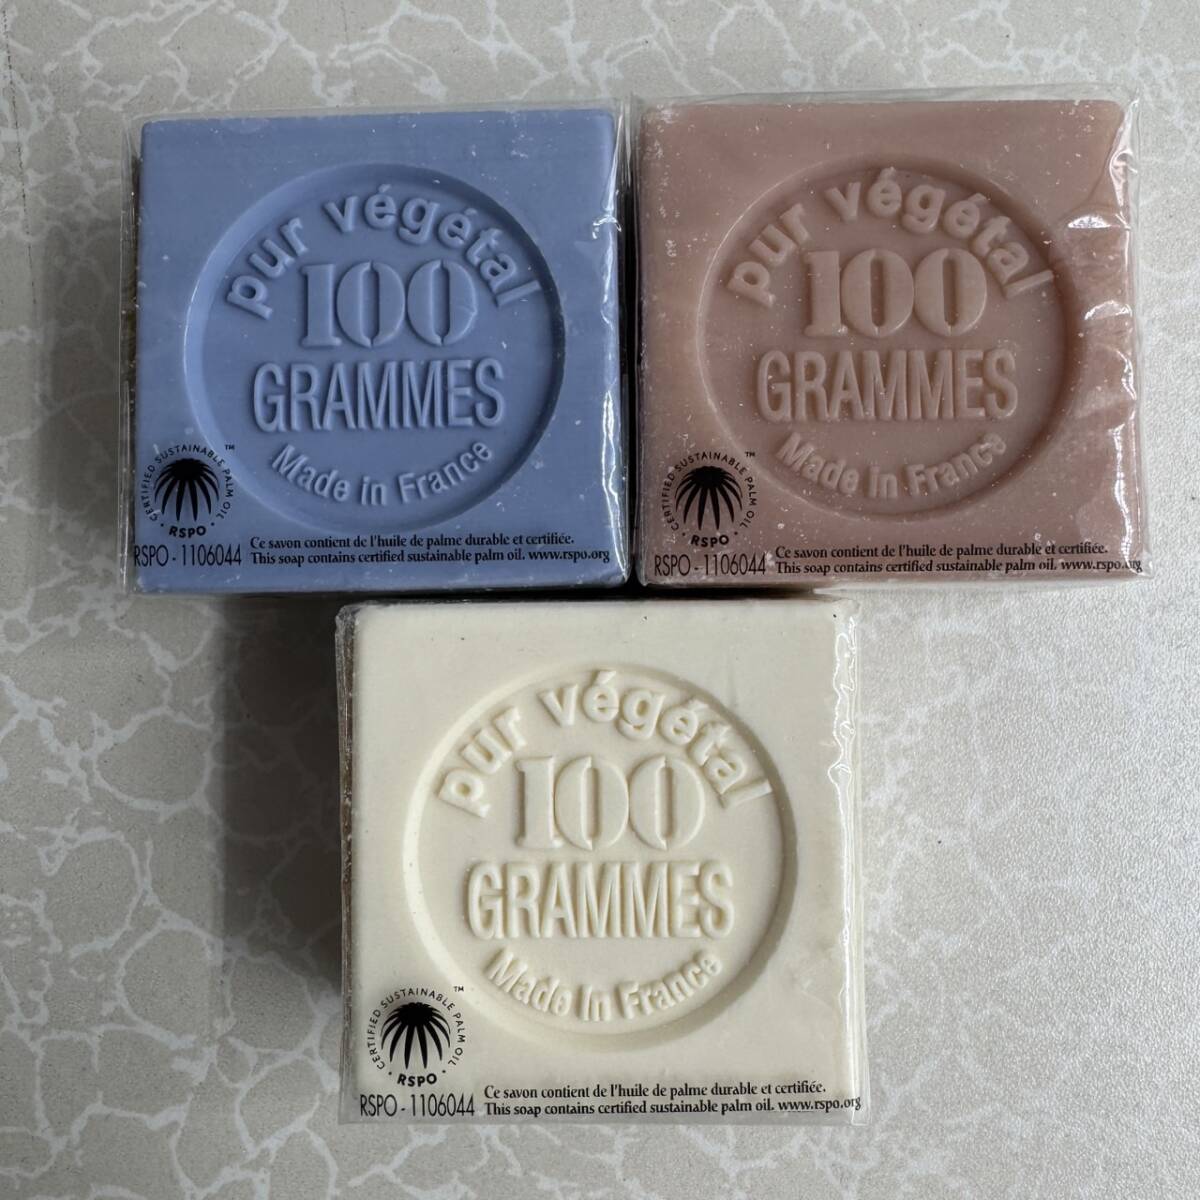 pur végétal
100
GRAMMES
Made in France
CERTIFIED SUSTAINABLE PALM OIL ™
RSPO
RSPO - 1106044
Ce savon contient de l'huile de palme durable et certifiée.
This soap contains certified sustainable palm oil. www.rspo.org
pur végétal
100
GRAMMES
Made in France
CERTIFIED SUSTAINABLE PALM OIL ™
RSPO
RSPO - 1106044
Ce savon contient de l'huile de palme durable et certifiée.
This soap contains certified sustainable palm oil. www.rspo.org
pur végétal
100
GRAMMES
Made In France
CERTIFIED SUSTAINABLE PALM OIL ™
RSPO
RSPO - 1106044
Ce savon contient de l'huile de palme durable et certifiée.
This soap contains certified sustainable palm oil. www.rspo.org